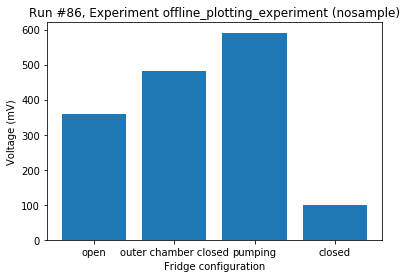 Run #86, Experiment offline_plotting_experiment (nosample)
600
500
400
300
200
100
0
Voltage (mV)
open outer chamber closed pumping closed
Fridge configuration